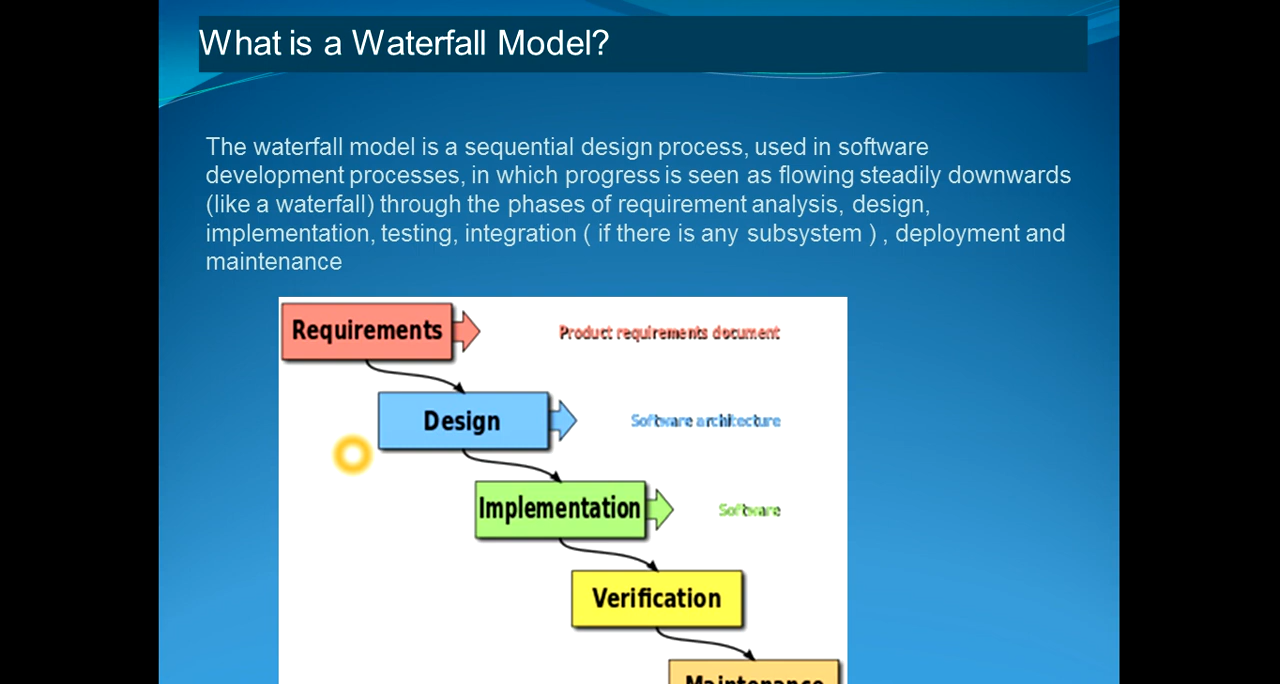 What is a Waterfall Model?
The waterfall model is a sequential design process, used in software
development processes, in which progress is seen as flowing steadily downwards
(like a waterfall) through the phases of requirement analysis, design,
implementation, testing, integration ( if there is any subsystem ) , deployment and
maintenance
Requirements
Product requirements document
Design
Software architecture
Implementation
Software
Verification
Maintenance